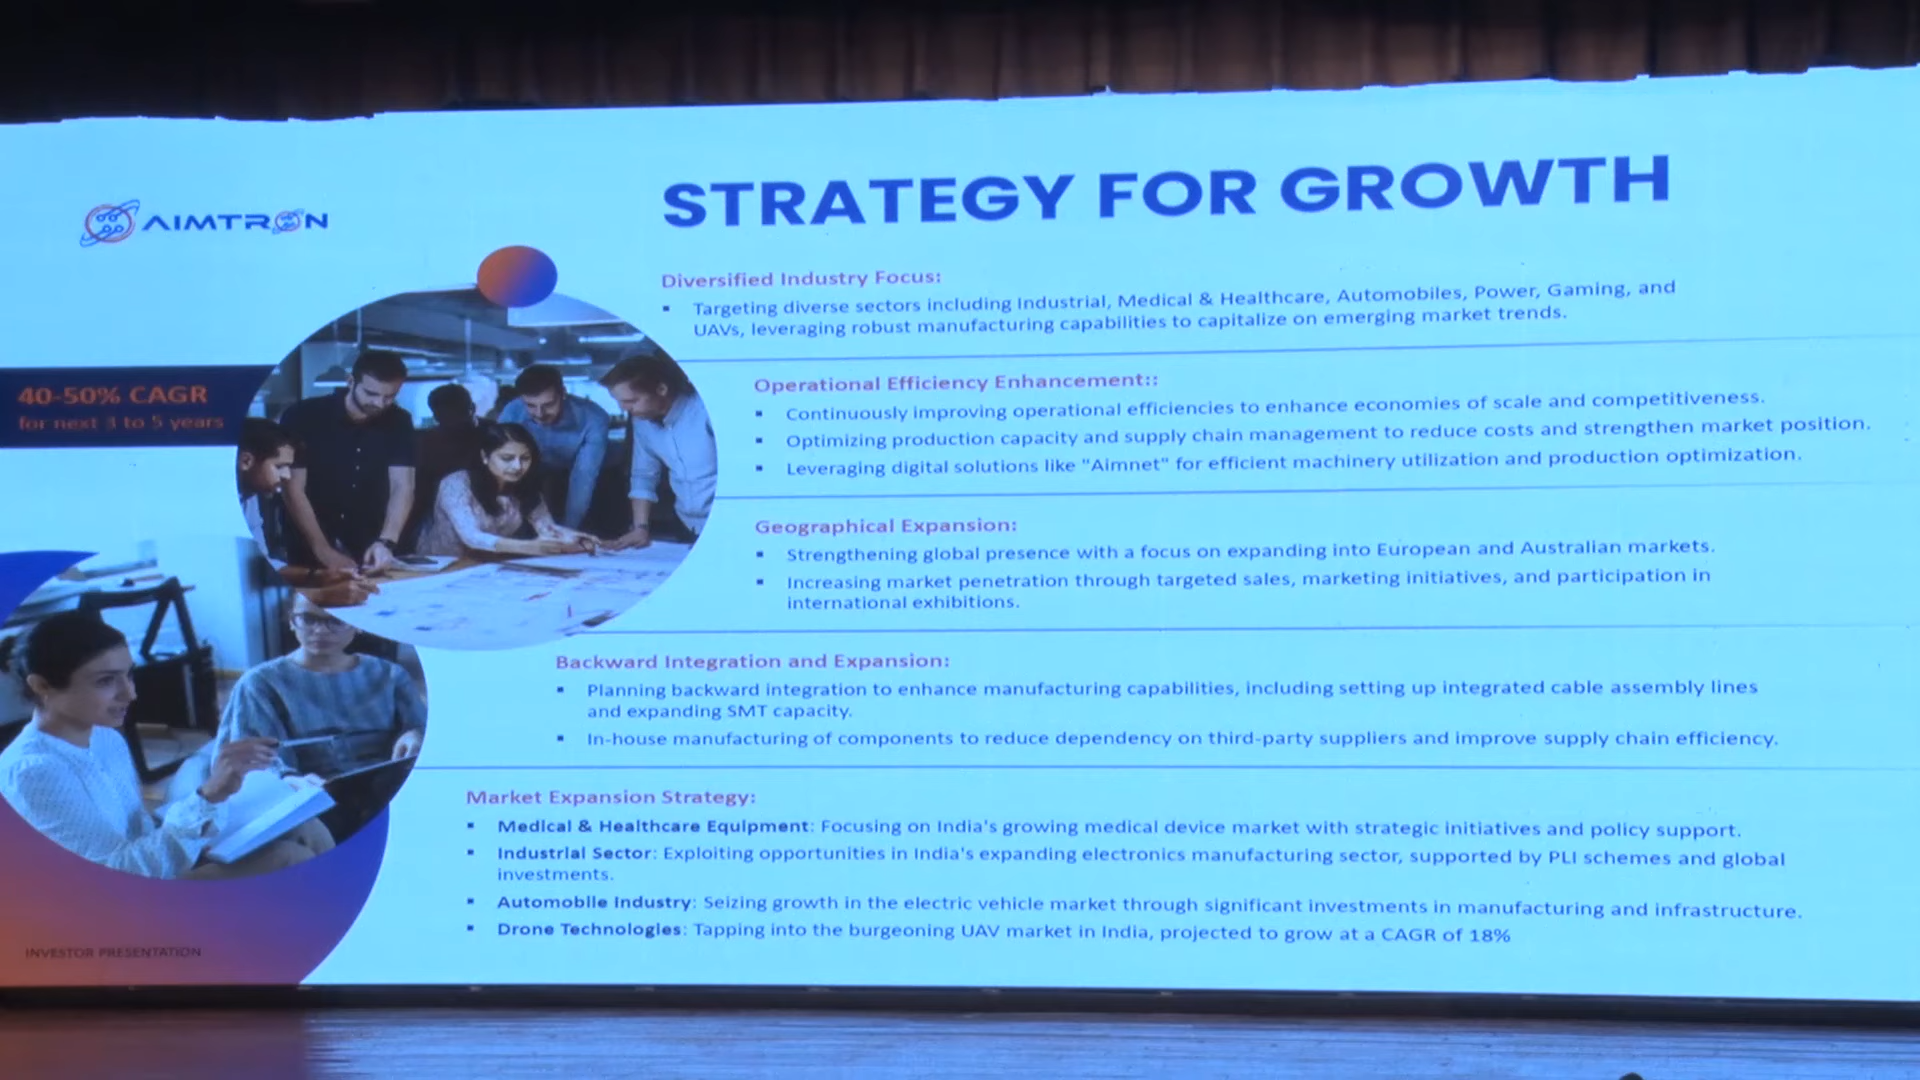 AIMTRON
STRATEGY FOR GROWTH
40-50% CAGR
for next 3 to 5 years
Diversified Industry Focus:
▪ Targeting diverse sectors including Industrial, Medical & Healthcare, Automobiles, Power, Gaming, and
UAVs, leveraging robust manufacturing capabilities to capitalize on emerging market trends.
Operational Efficiency Enhancement::
▪ Continuously improving operational efficiencies to enhance economies of scale and competitiveness.
▪ Optimizing production capacity and supply chain management to reduce costs and strengthen market position.
▪ Leveraging digital solutions like "Aimnet" for efficient machinery utilization and production optimization.
Geographical Expansion:
▪ Strengthening global presence with a focus on expanding into European and Australian markets.
▪ Increasing market penetration through targeted sales, marketing initiatives, and participation in
international exhibitions.
Backward Integration and Expansion:
▪ Planning backward integration to enhance manufacturing capabilities, including setting up integrated cable assembly lines
and expanding SMT capacity.
▪ In-house manufacturing of components to reduce dependency on third-party suppliers and improve supply chain efficiency.
Market Expansion Strategy:
▪ Medical & Healthcare Equipment: Focusing on India's growing medical device market with strategic initiatives and policy support.
▪ Industrial Sector: Exploiting opportunities in India's expanding electronics manufacturing sector, supported by PLI schemes and global
investments.
▪ Automobile Industry: Seizing growth in the electric vehicle market through significant investments in manufacturing and infrastructure.
▪ Drone Technologies: Tapping into the burgeoning UAV market in India, projected to grow at a CAGR of 18%
INVESTOR PRESENTATION